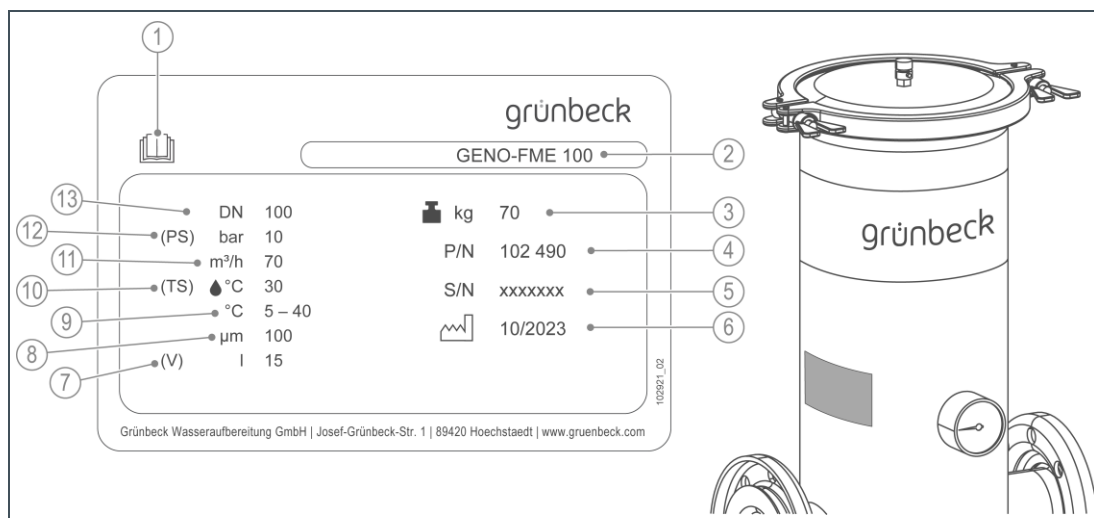 1
grünbeck
GENO-FME 100
2
13
DN 100
12
(PS) bar 10
11
m³/h 70
10
(TS) °C 30
9
°C 5 – 40
8
µm 100
7
(V) l 15
kg 70
3
P/N 102 490
4
S/N xxxxxxx
5
10/2023
6
102921_02
Grünbeck Wasseraufbereitung GmbH | Josef-Grünbeck-Str. 1 | 89420 Hoechstaedt | www.gruenbeck.com
grünbeck